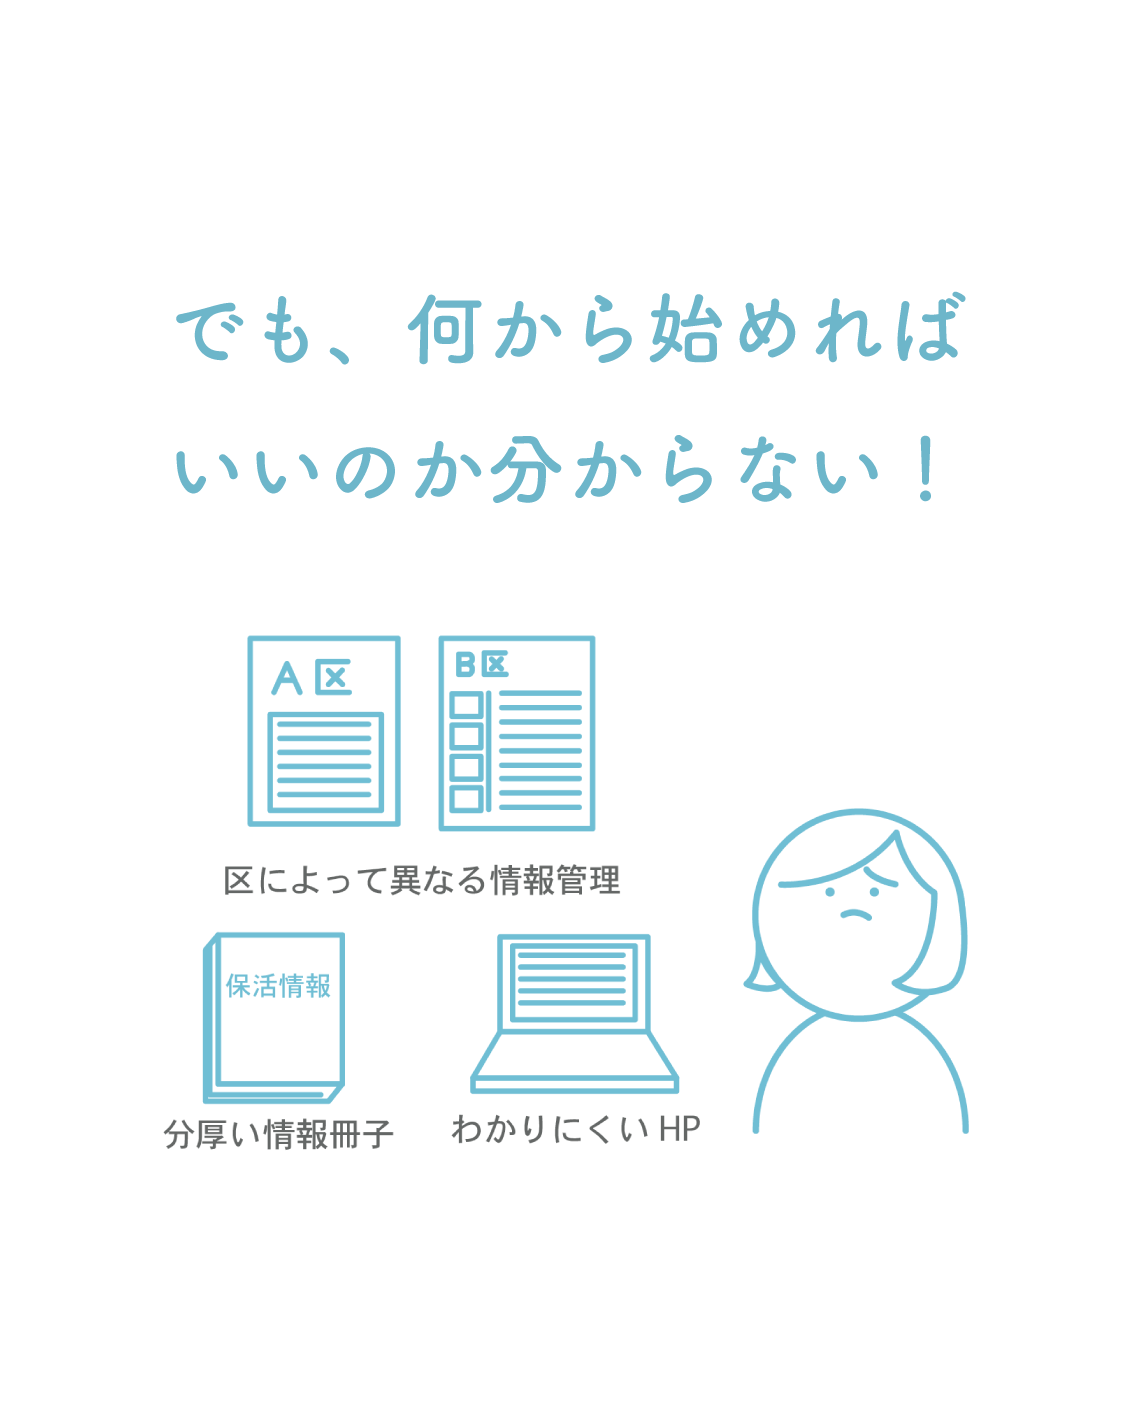 でも、何から始めれば
いいのか分からない！
A区
B区
区によって異なる情報管理
保活情報
分厚い情報冊子
わかりにくいHP